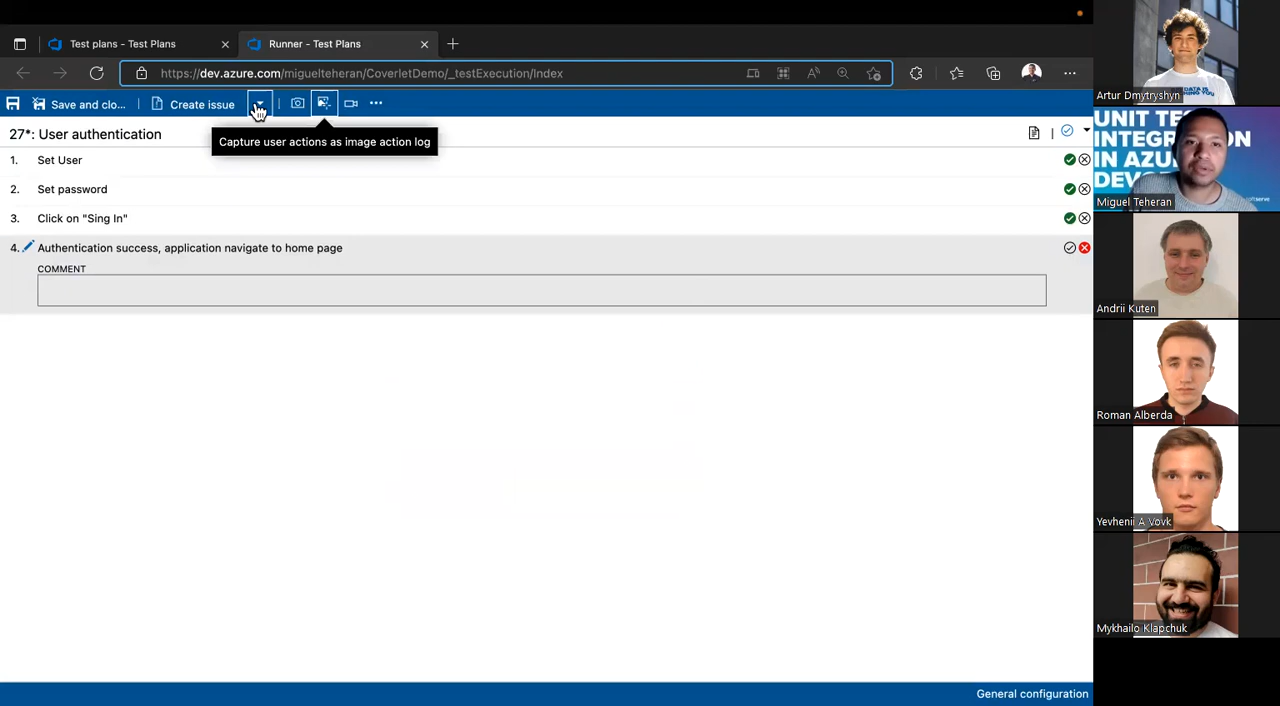 Test plans - Test Plans
Runner - Test Plans
https://dev.azure.com/miguelteheran/CoverletDemo/_testExecution/Index
Save and clo...
Create issue
Capture user actions as image action log
27*: User authentication
1. Set User
2. Set password
3. Click on "Sing In"
4. Authentication success, application navigate to home page
COMMENT
General configuration
Artur Dmytryshyn
UNIT TES
INTEGR ION
IN AZU
DEVO
Miguel Teheran
Andrii Kuten
Roman Alberda
Yevhenii A Vovk
Mykhailo Klapchuk